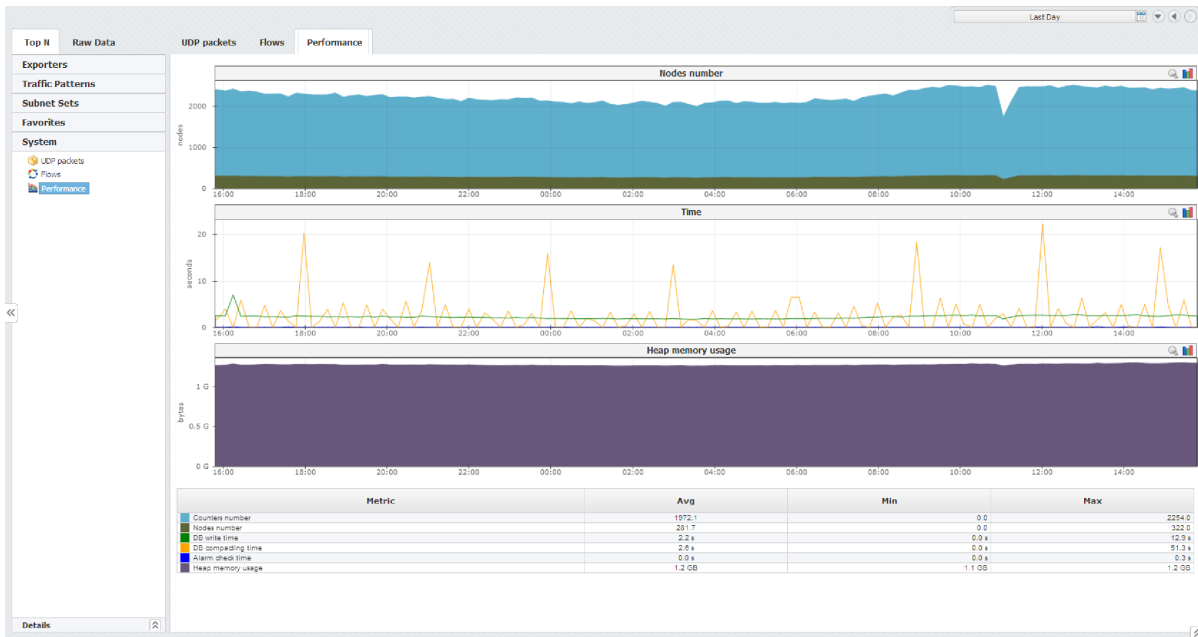 Last Day
Top N Raw Data UDP packets Flows Performance
Exporters
Traffic Patterns
Subnet Sets
Favorites
System
UDP packets
Flows
Performance
Nodes number
nodes
2000
1000
0
16:00 18:00 20:00 22:00 00:00 02:00 04:00 06:00 08:00 10:00 12:00 14:00
Time
seconds
20
10
0
16:00 18:00 20:00 22:00 00:00 02:00 04:00 06:00 08:00 10:00 12:00 14:00
Heap memory usage
bytes
1 G
0.5 G
0 G
16:00 18:00 20:00 22:00 00:00 02:00 04:00 06:00 08:00 10:00 12:00 14:00
Metric Avg Min Max
Counters number 1972.1 0.0 2254.0
Nodes number 281.7 0.0 322.0
DB write time 2.2 s 0.0 s 12.9 s
DB compacting time 2.6 s 0.0 s 51.3 s
Alarm check time 0.0 s 0.0 s 0.3 s
Heap memory usage 1.2 GB 1.1 GB 1.2 GB
Details